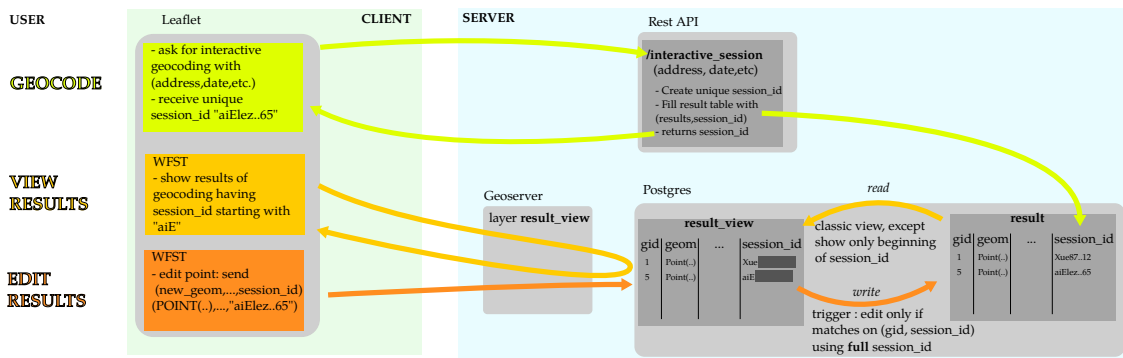 USER
Leaflet
CLIENT
SERVER
Rest API
GEOCODE
- ask for interactive
geocoding with
(address,date,etc.)
- receive unique
session_id "aiElez..65"
/interactive_session
(address, date,etc)
- Create unique session_id
- Fill result table with
(results,session_id)
- returns session_id
VIEW
RESULTS
WFST
- show results of
geocoding having
session_id starting with
"aiE"
Geoserver
layer result_view
Postgres
result_view
gid geom ... session_id
1 Point(..) Xue
5 Point(..) aiE
read
classic view, except
show only beginning
of session_id
result
gid geom ... session_id
1 Point(..) Xue87..12
5 Point(..) aiElez..65
EDIT
RESULTS
WFST
- edit point: send
(new_geom,...,session_id)
(POINT(..),...,"aiElez..65")
write
trigger : edit only if
matches on (gid, session_id)
using full session_id